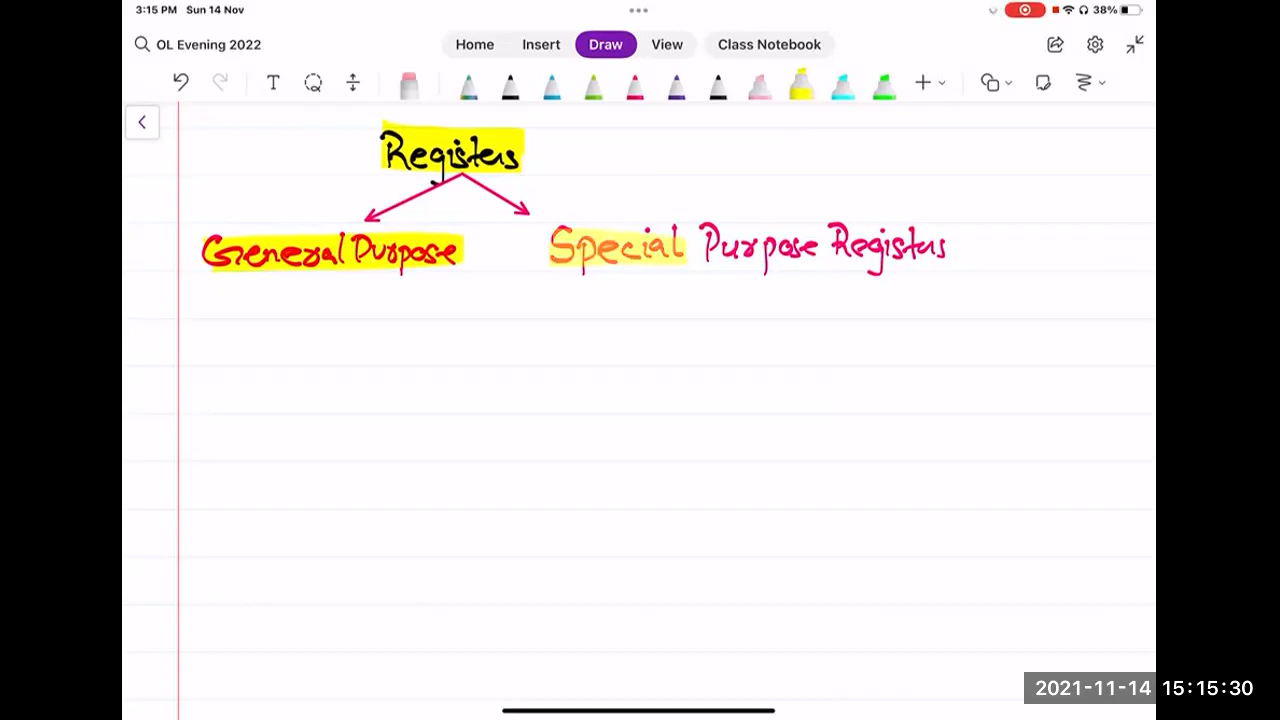 3:15 PM Sun 14 Nov
38%
OL Evening 2022
Home Insert Draw View Class Notebook
Registers
General Purpose Special Purpose Registers
2021-11-14 15:15:30